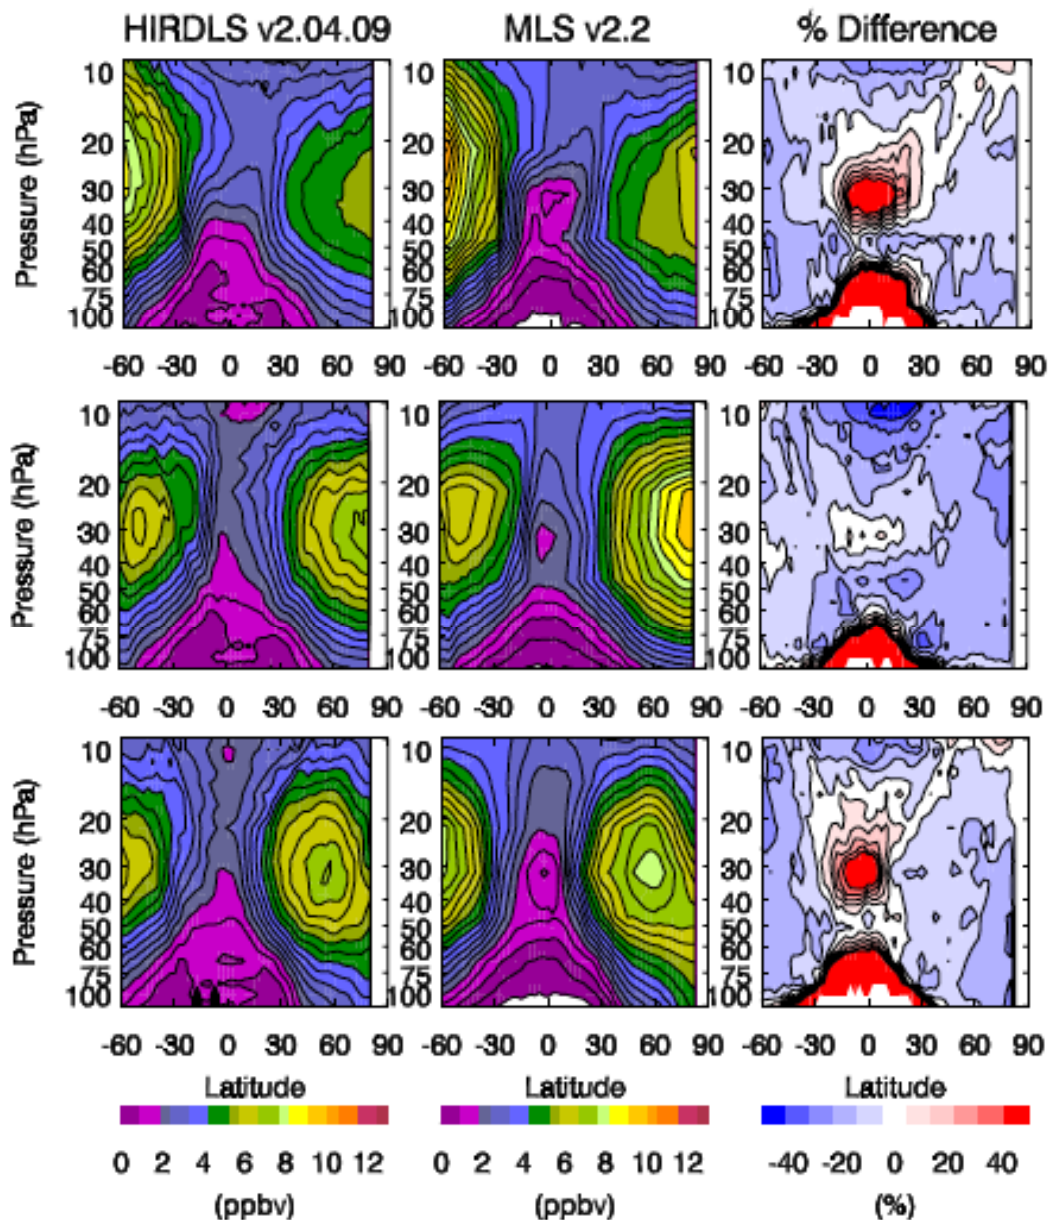 HIRDLS v2.04.09 MLS v2.2 % Difference
Pressure (hPa)
10 10 10
20 20 20
30 30 30
40 40 40
50 50 50
60 60 60
75 75 75
100 100 100
-60 -30 0 30 60 90 -60 -30 0 30 60 90 -60 -30 0 30 60 90
Pressure (hPa)
10 10 10
20 20 20
30 30 30
40 40 40
50 50 50
60 60 60
75 75 75
100 100 100
-60 -30 0 30 60 90 -60 -30 0 30 60 90 -60 -30 0 30 60 90
Pressure (hPa)
10 10 10
20 20 20
30 30 30
40 40 40
50 50 50
60 60 60
75 75 75
100 100 100
-60 -30 0 30 60 90 -60 -30 0 30 60 90 -60 -30 0 30 60 90
Latitude Latitude Latitude
0 2 4 6 8 10 12 0 2 4 6 8 10 12 -40 -20 0 20 40
(ppbv) (ppbv) (%)